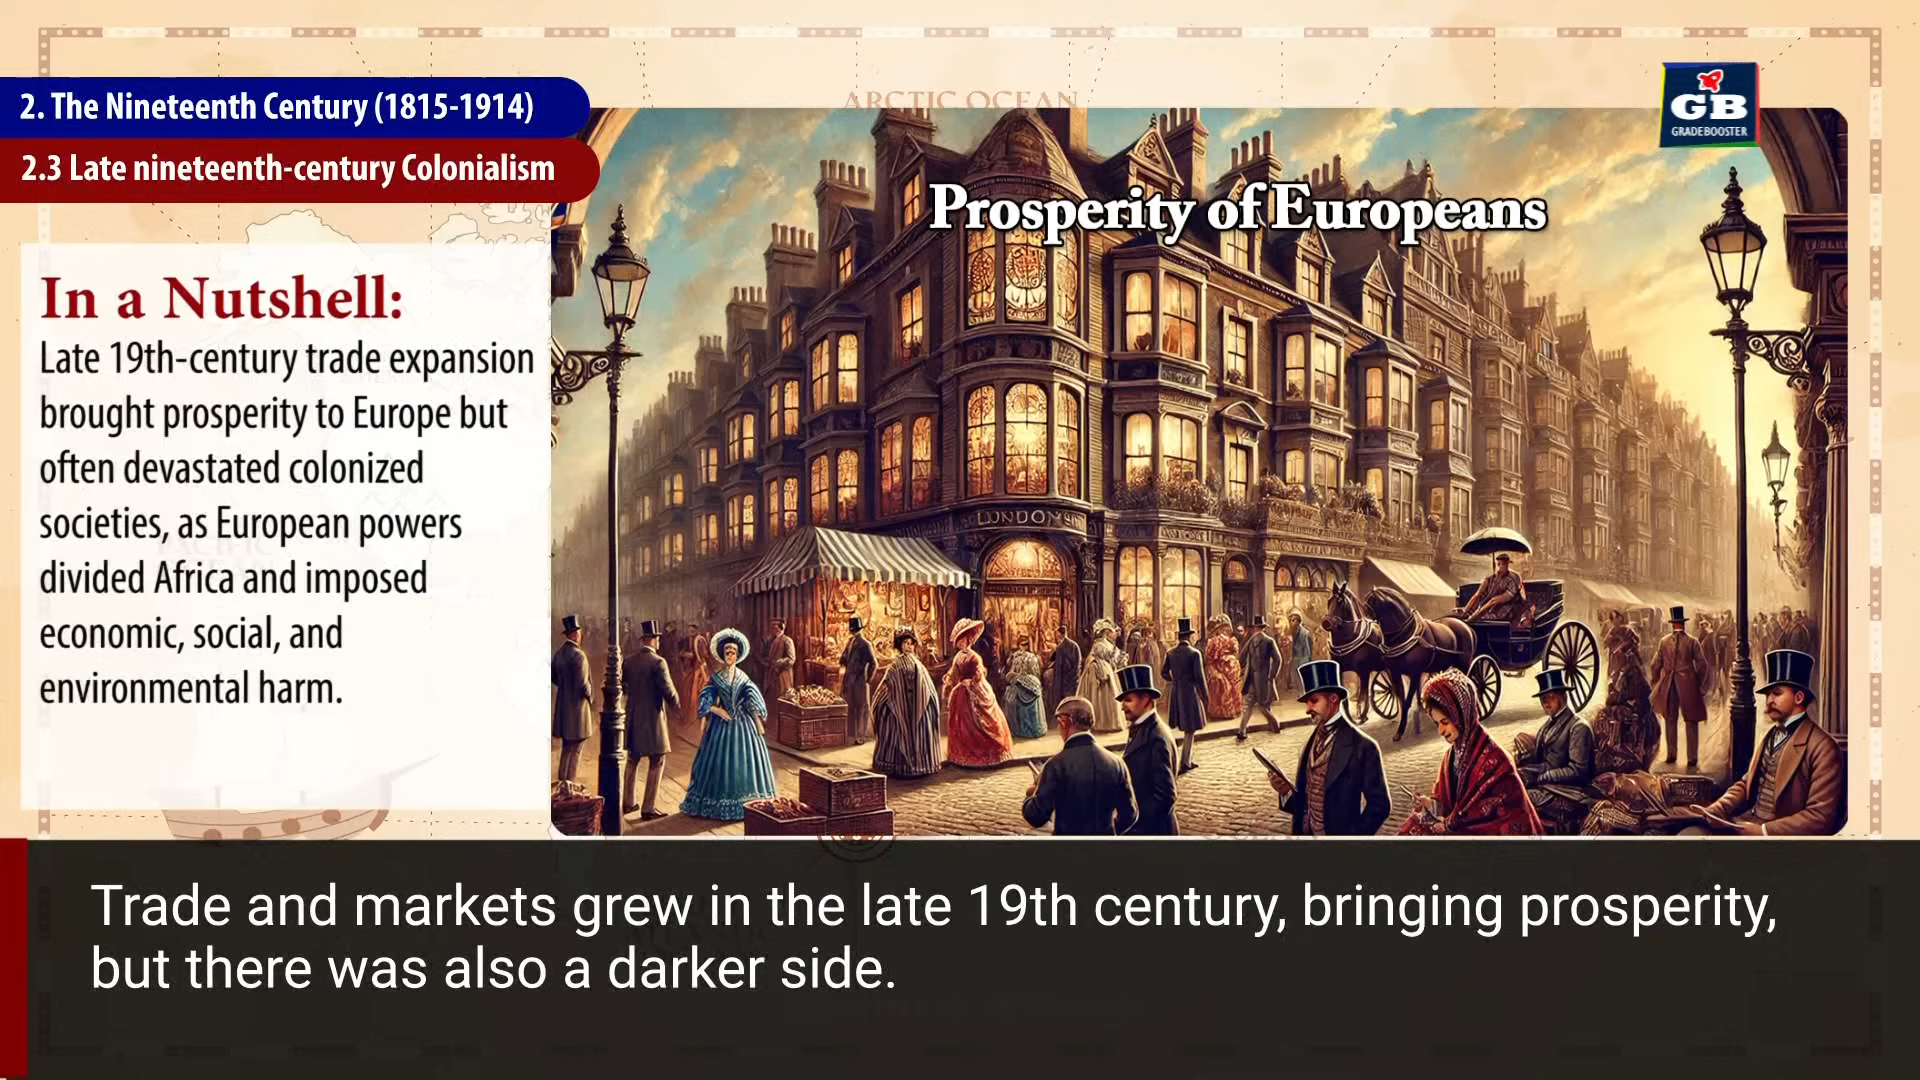 ARCTIC OCEAN
2. The Nineteenth Century (1815-1914)
2.3 Late nineteenth-century Colonialism
GB
GRADEBOOSTER
Prosperity of Europeans
In a Nutshell:
Late 19th-century trade expansion
brought prosperity to Europe but
often devastated colonized
societies, as European powers
divided Africa and imposed
economic, social, and
environmental harm.
LONDON
Trade and markets grew in the late 19th century, bringing prosperity,
but there was also a darker side.